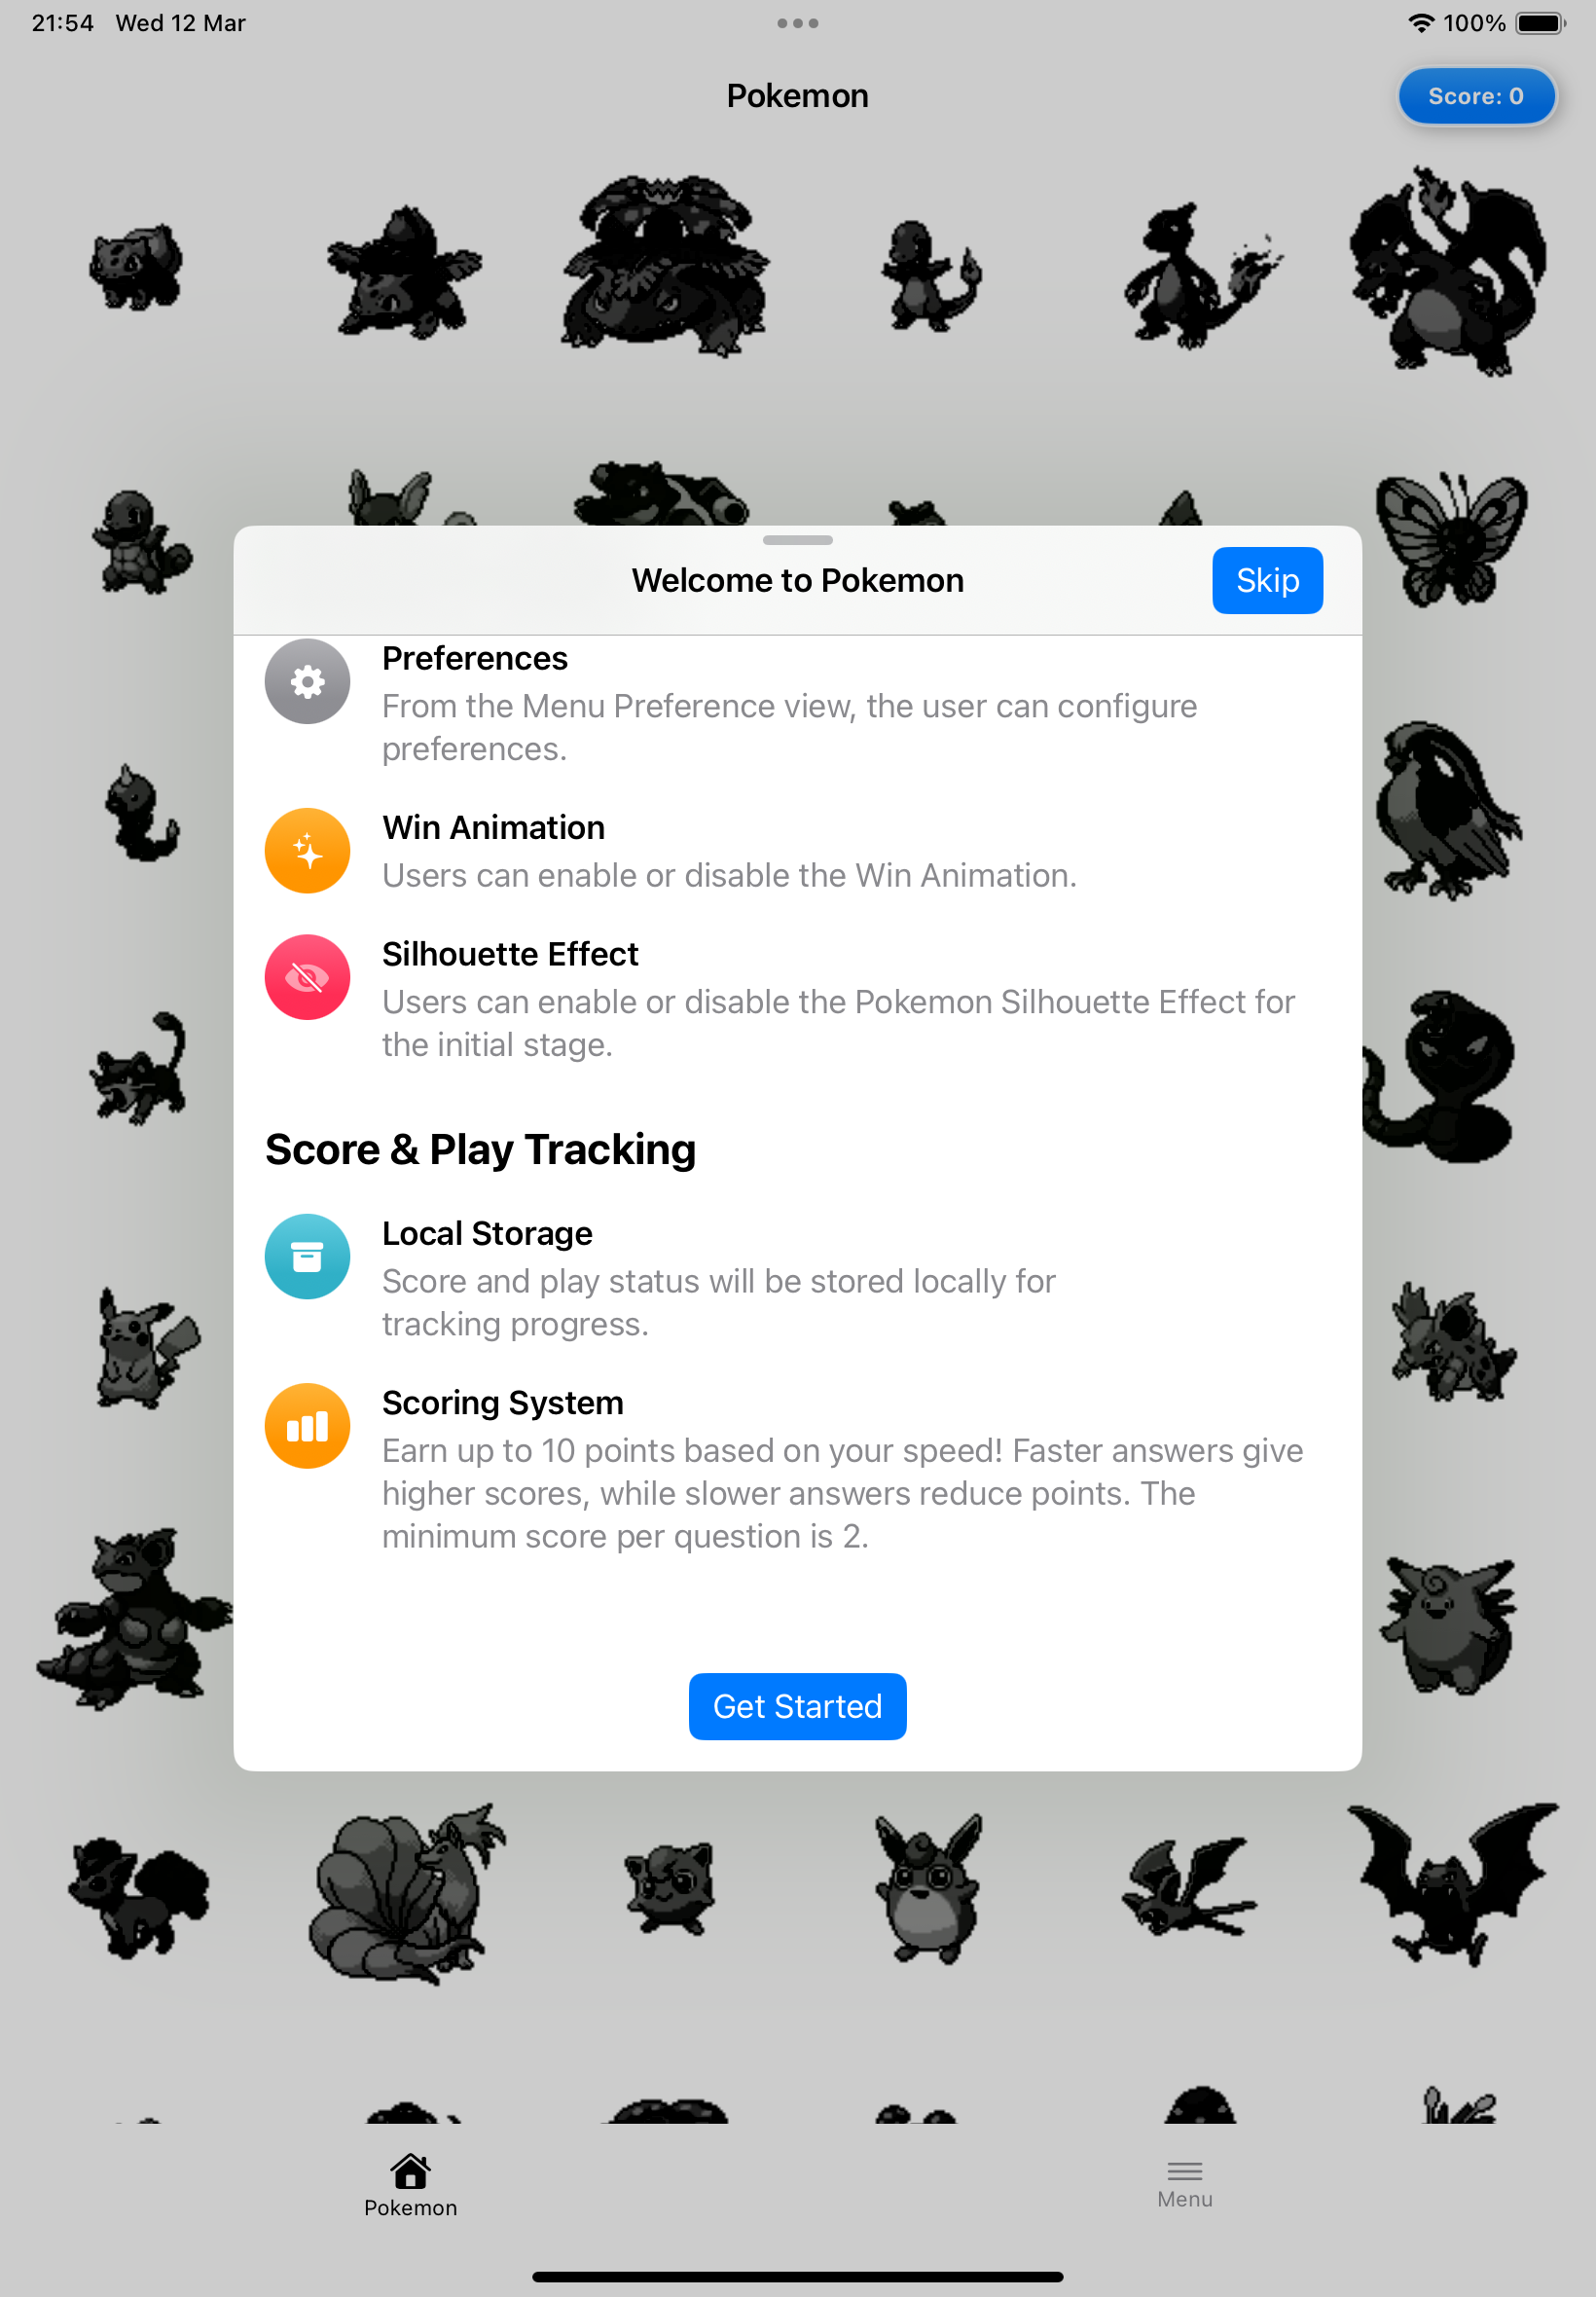 21:54 Wed 12 Mar
100%
Pokemon
Score: 0
Welcome to Pokemon
Skip
Preferences
From the Menu Preference view, the user can configure
preferences.
Win Animation
Users can enable or disable the Win Animation.
Silhouette Effect
Users can enable or disable the Pokemon Silhouette Effect for
the initial stage.
Score & Play Tracking
Local Storage
Score and play status will be stored locally for
tracking progress.
Scoring System
Earn up to 10 points based on your speed! Faster answers give
higher scores, while slower answers reduce points. The
minimum score per question is 2.
Get Started
Pokemon
Menu